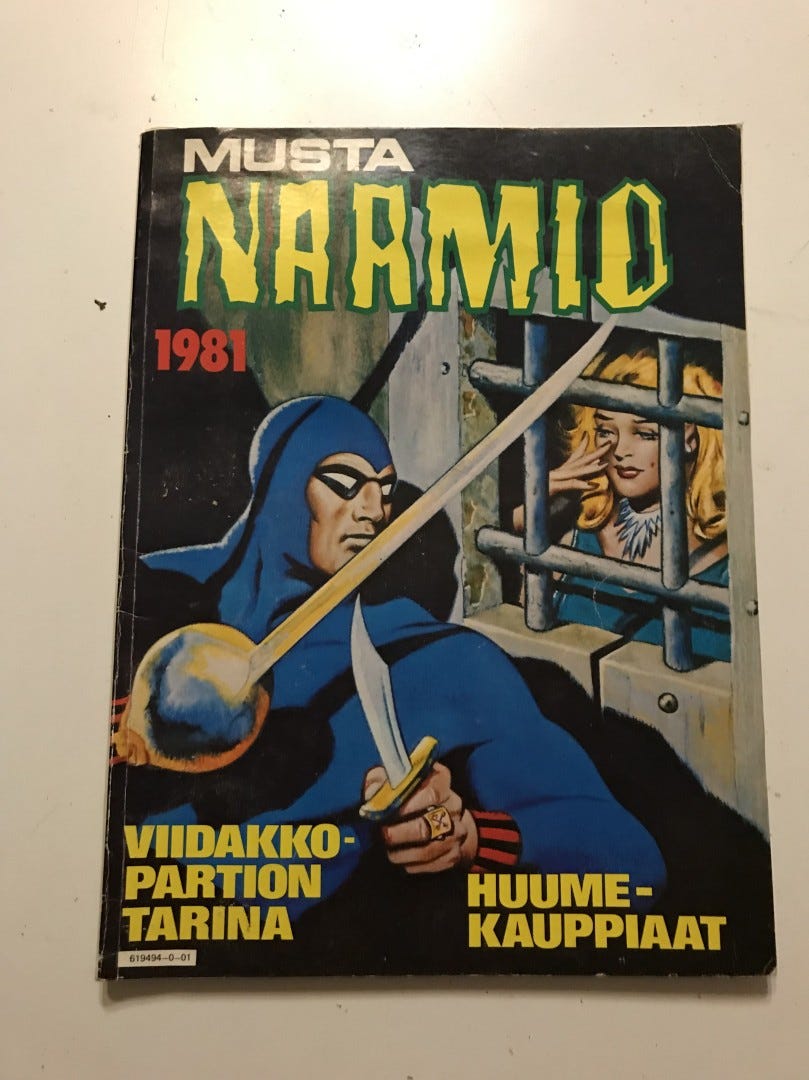 MUSTA
NAAMIO
1981
VIIDAKKO-
PARTION
TARINA
HUUME-
KAUPPIAAT
619494-0-01